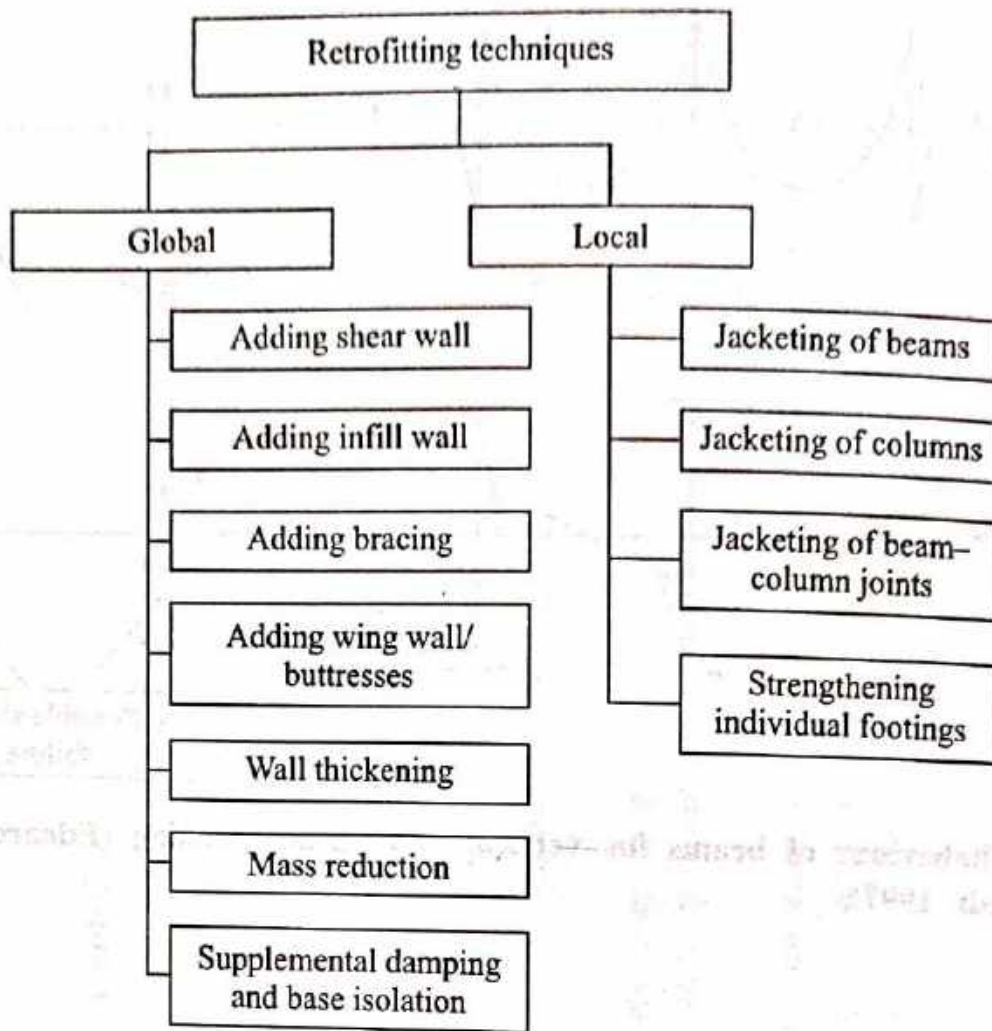 Retrofitting techniques
Global
Local
Adding shear wall
Adding infill wall
Adding bracing
Adding wing wall/
buttresses
Wall thickening
Mass reduction
Supplemental damping
and base isolation
Jacketing of beams
Jacketing of columns
Jacketing of beam–
column joints
Strengthening
individual footings